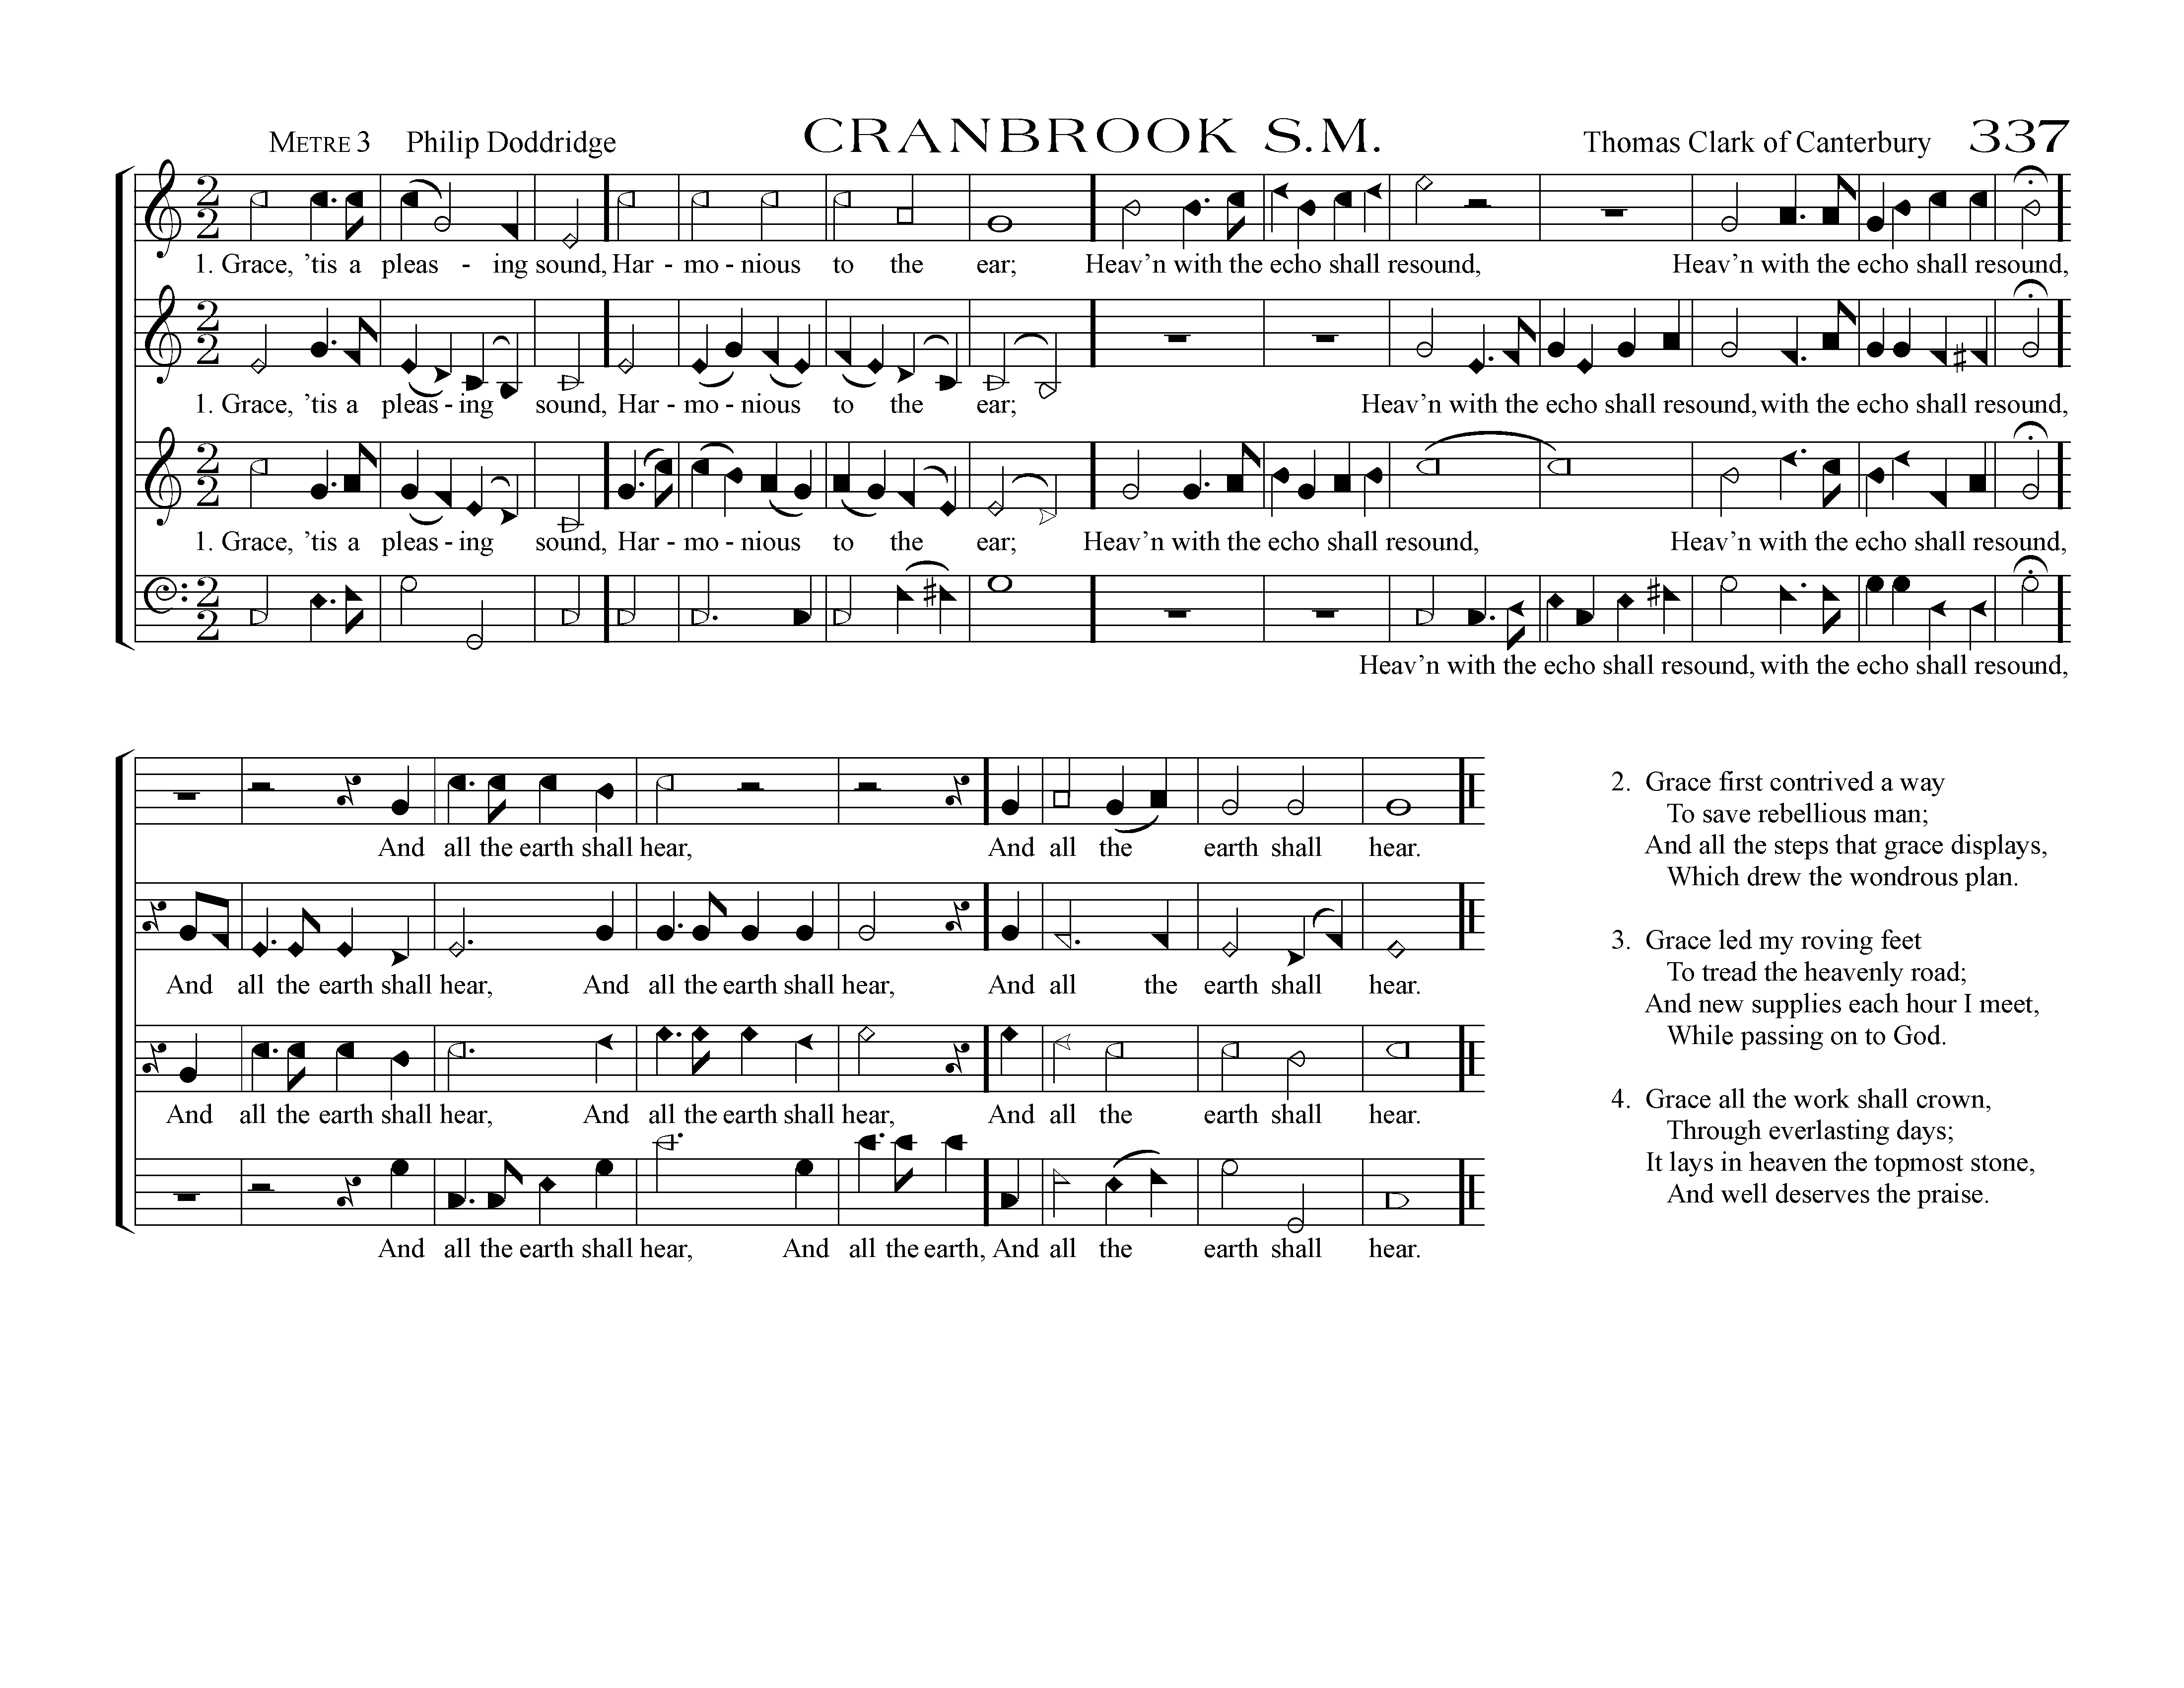 METRE 3 Philip Doddridge CRANBROOK S.M. Thomas Clark of Canterbury 337
2 2
1. Grace, ’tis a pleas - ing sound, Har - mo - nious to the ear; Heav’n with the echo shall resound, Heav’n with the echo shall resound,
2 2
1. Grace, ’tis a pleas - ing sound, Har - mo - nious to the ear; Heav’n with the echo shall resound, with the echo shall resound,
2 2
1. Grace, ’tis a pleas - ing sound, Har - mo - nious to the ear; Heav’n with the echo shall resound, Heav’n with the echo shall resound,
2 2
Heav’n with the echo shall resound, with the echo shall resound,
And all the earth shall hear, And all the earth shall hear.
And all the earth shall hear, And all the earth shall hear, And all the earth shall hear.
And all the earth shall hear, And all the earth shall hear, And all the earth shall hear.
And all the earth shall hear, And all the earth, And all the earth shall hear.
2. Grace first contrived a way
To save rebellious man;
And all the steps that grace displays,
Which drew the wondrous plan.
3. Grace led my roving feet
To tread the heavenly road;
And new supplies each hour I meet,
While passing on to God.
4. Grace all the work shall crown,
Through everlasting days;
It lays in heaven the topmost stone,
And well deserves the praise.